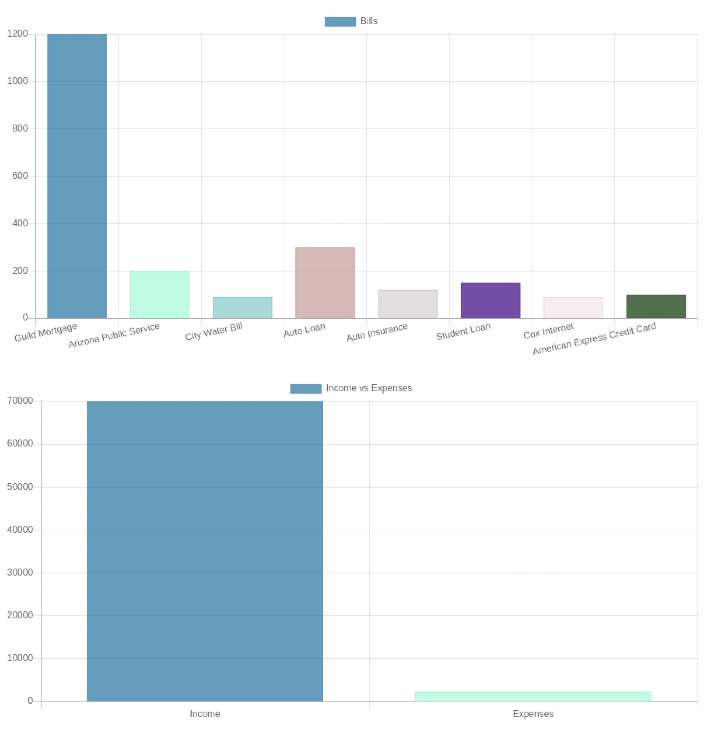 Bills
1200
1000
800
600
400
200
0
Guild Mortgage
Arizona Public Service
City Water Bill
Auto Loan
Auto Insurance
Student Loan
Cox Internet
American Express Credit Card
Income vs Expenses
70000
60000
50000
40000
30000
20000
10000
0
Income
Expenses